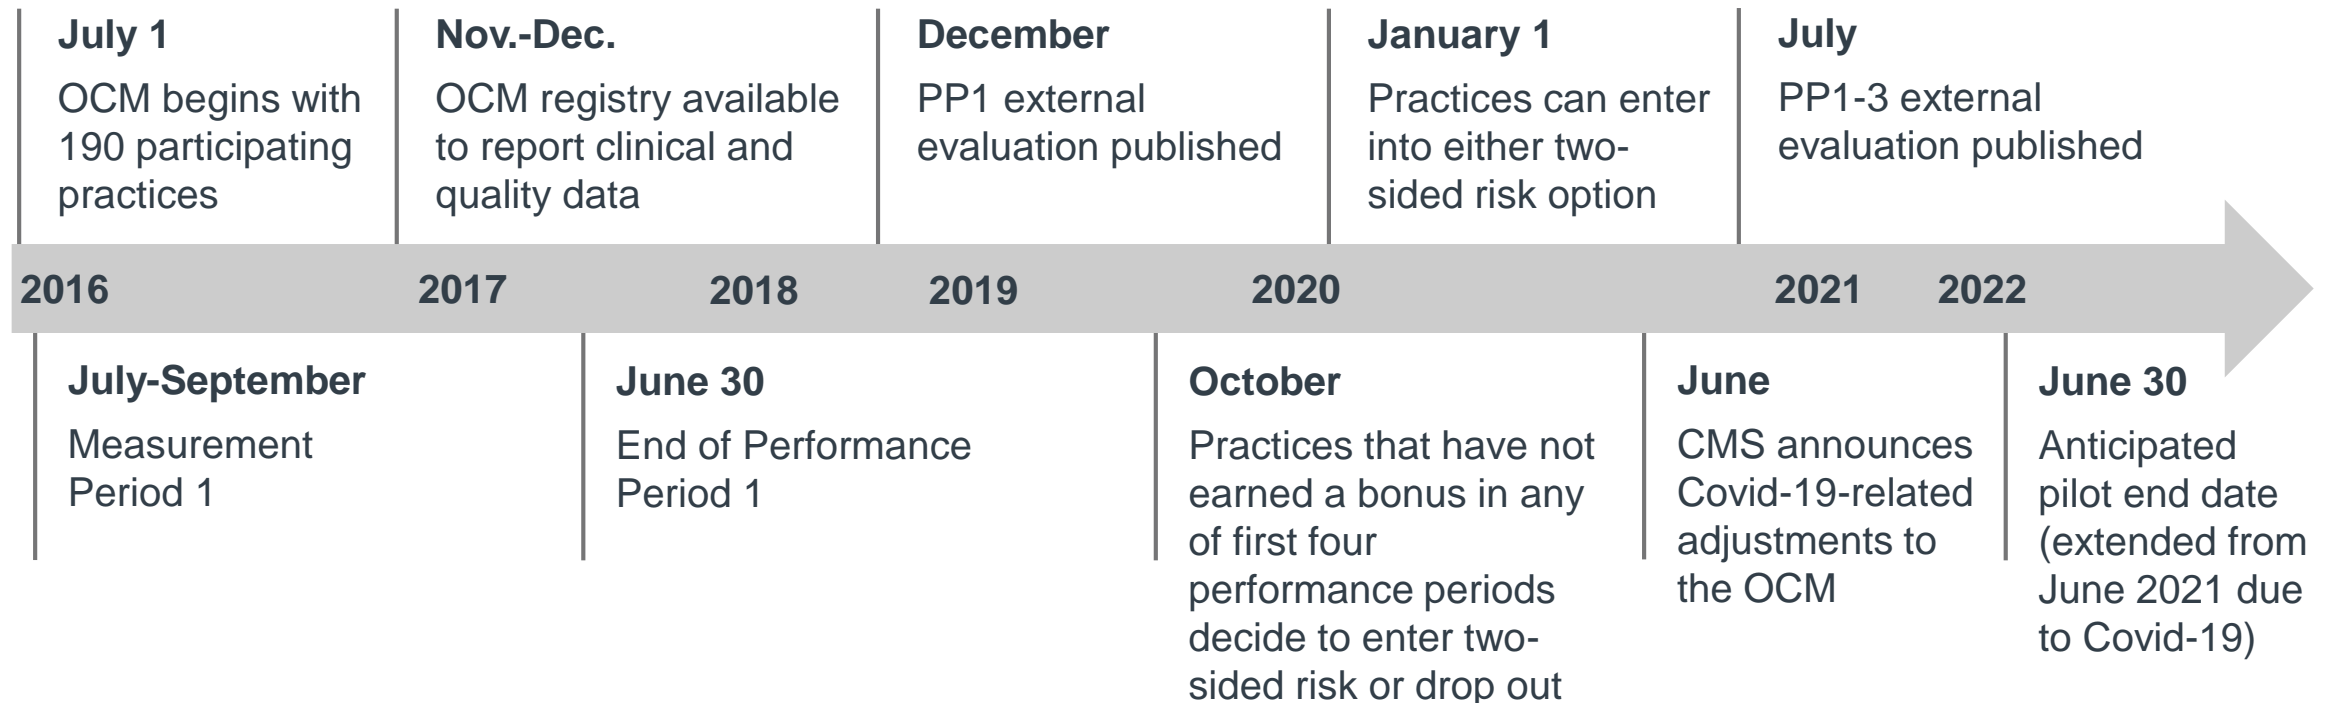 July 1
OCM begins with
190 participating
practices
Nov.-Dec.
OCM registry available
to report clinical and
quality data
December
PP1 external
evaluation published
January 1
Practices can enter
into either two-
sided risk option
July
PP1-3 external
evaluation published
2016 2017 2018 2019 2020 2021 2022
July-September
Measurement
Period 1
June 30
End of Performance
Period 1
October
Practices that have not
earned a bonus in any
of first four
performance periods
decide to enter two-
sided risk or drop out
June
CMS announces
Covid-19-related
adjustments to
the OCM
June 30
Anticipated
pilot end date
(extended from
June 2021 due
to Covid-19)